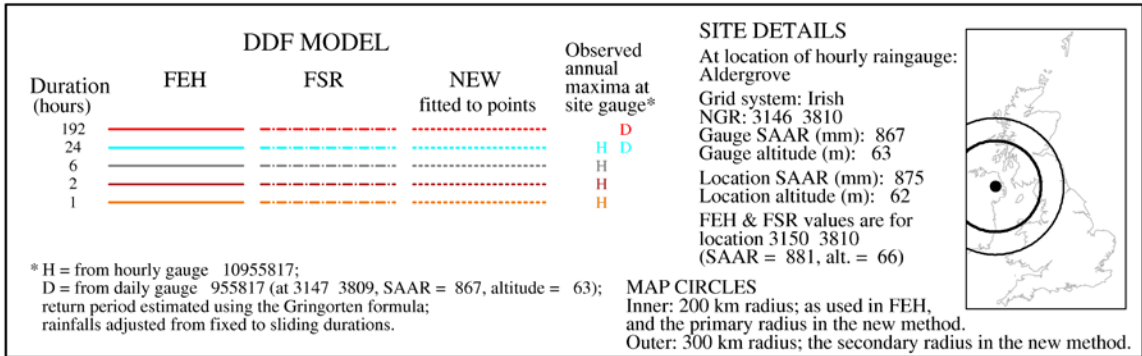 DDF MODEL
Duration
(hours)
FEH
FSR
NEW
fitted to points
Observed
annual
maxima at
site gauge*
192
D
24
H D
6
H
2
H
1
H
* H = from hourly gauge 10955817;
D = from daily gauge 955817 (at 3147 3809, SAAR = 867, altitude = 63);
return period estimated using the Gringorten formula;
rainfalls adjusted from fixed to sliding durations.
SITE DETAILS
At location of hourly raingauge:
Aldergrove
Grid system: Irish
NGR: 3146 3810
Gauge SAAR (mm): 867
Gauge altitude (m): 63
Location SAAR (mm): 875
Location altitude (m): 62
FEH & FSR values are for
location 3150 3810
(SAAR = 881, alt. = 66)
MAP CIRCLES
Inner: 200 km radius; as used in FEH,
and the primary radius in the new method.
Outer: 300 km radius; the secondary radius in the new method.